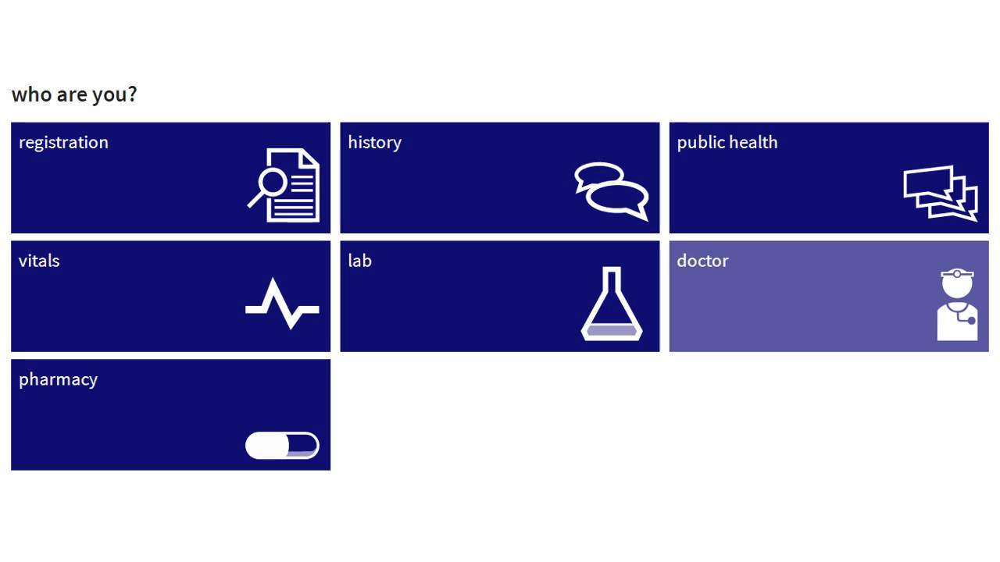 who are you?
registration
history
public health
vitals
lab
doctor
pharmacy